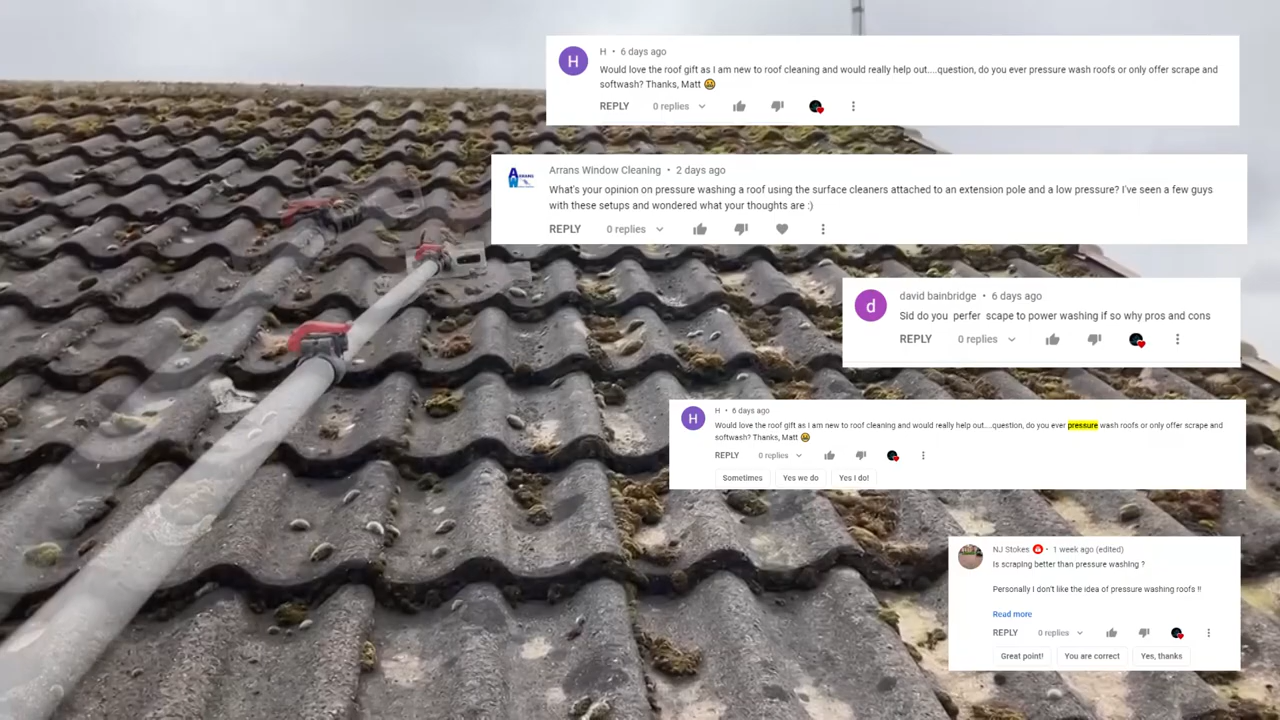 H • 6 days ago
Would love the roof gift as I am new to roof cleaning and would really help out....question, do you ever pressure wash roofs or only offer scrape and
softwash? Thanks, Matt 😀
REPLY 0 replies
Arrans Window Cleaning • 2 days ago
What's your opinion on pressure washing a roof using the surface cleaners attached to an extension pole and a low pressure? I've seen a few guys
with these setups and wondered what your thoughts are :)
REPLY 0 replies
d
david bainbridge • 6 days ago
Sid do you perfer scape to power washing if so why pros and cons
REPLY 0 replies
H
H • 6 days ago
Would love the roof gift as I am new to roof cleaning and would really help out....question, do you ever pressure wash roofs or only offer scrape and
softwash? Thanks, Matt 😀
REPLY 0 replies
Sometimes Yes we do Yes I do!
NJ Stokes • 1 week ago (edited)
Is scraping better than pressure washing ?
Personally I don't like the idea of pressure washing roofs !!
Read more
REPLY 0 replies
Great point! You are correct Yes, thanks